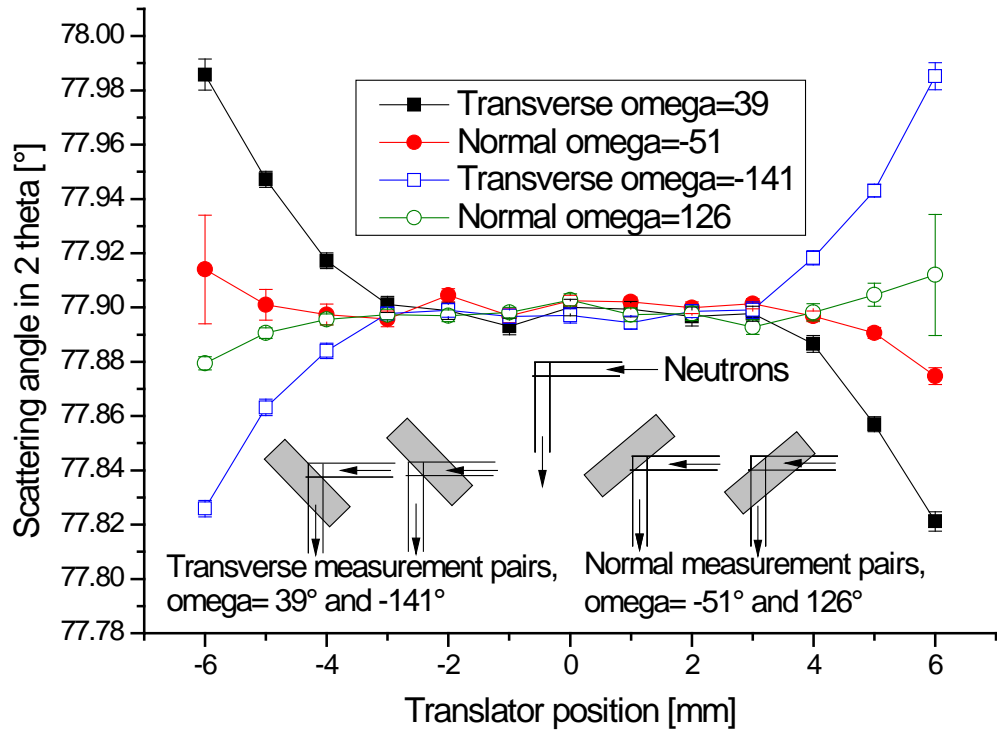 78.00
77.98
77.96
77.94
77.92
77.90
77.88
77.86
77.84
77.82
77.80
77.78
Scattering angle in 2 theta [°]
Transverse omega=39
Normal omega=-51
Transverse omega=-141
Normal omega=126
Neutrons
Transverse measurement pairs,
omega= 39° and -141°
Normal measurement pairs,
omega= -51° and 126°
-6 -4 -2 0 2 4 6
Translator position [mm]